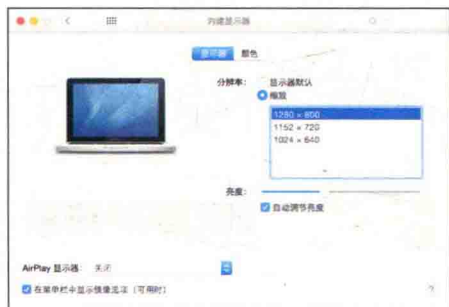 内建显示器
显示器 颜色
分辨率： 显示器默认
缩放
1280 × 800
1152 × 720
1024 × 640
亮度：
自动调节亮度
AirPlay 显示器： 关闭
在菜单栏中显示镜像选项（可用时）
?